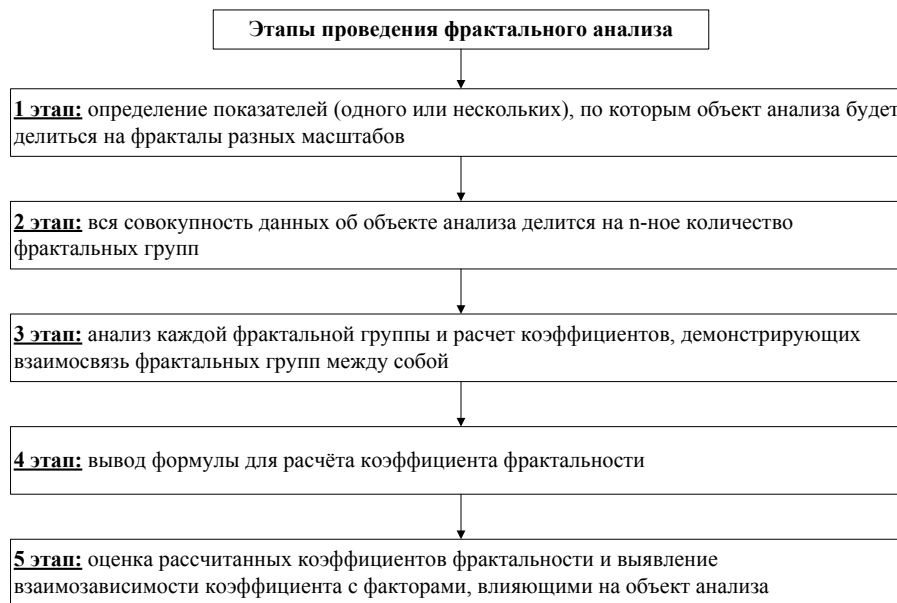 Этапы проведения фрактального анализа
1 этап: определение показателей (одного или нескольких), по которым объект анализа будет
делиться на фракталы разных масштабов
2 этап: вся совокупность данных об объекте анализа делится на n-ное количество
фрактальных групп
3 этап: анализ каждой фрактальной группы и расчет коэффициентов, демонстрирующих
взаимосвязь фрактальных групп между собой
4 этап: вывод формулы для расчёта коэффициента фрактальности
5 этап: оценка рассчитанных коэффициентов фрактальности и выявление
взаимозависимости коэффициента с факторами, влияющими на объект анализа